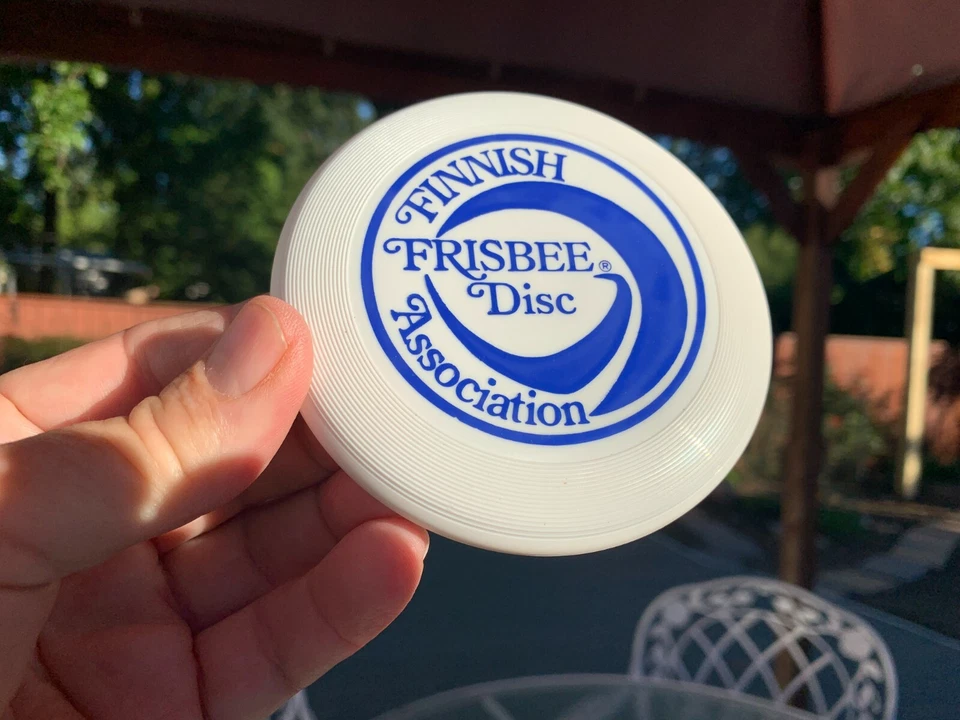 FINNISH
FRISBEE®
Disc
Association